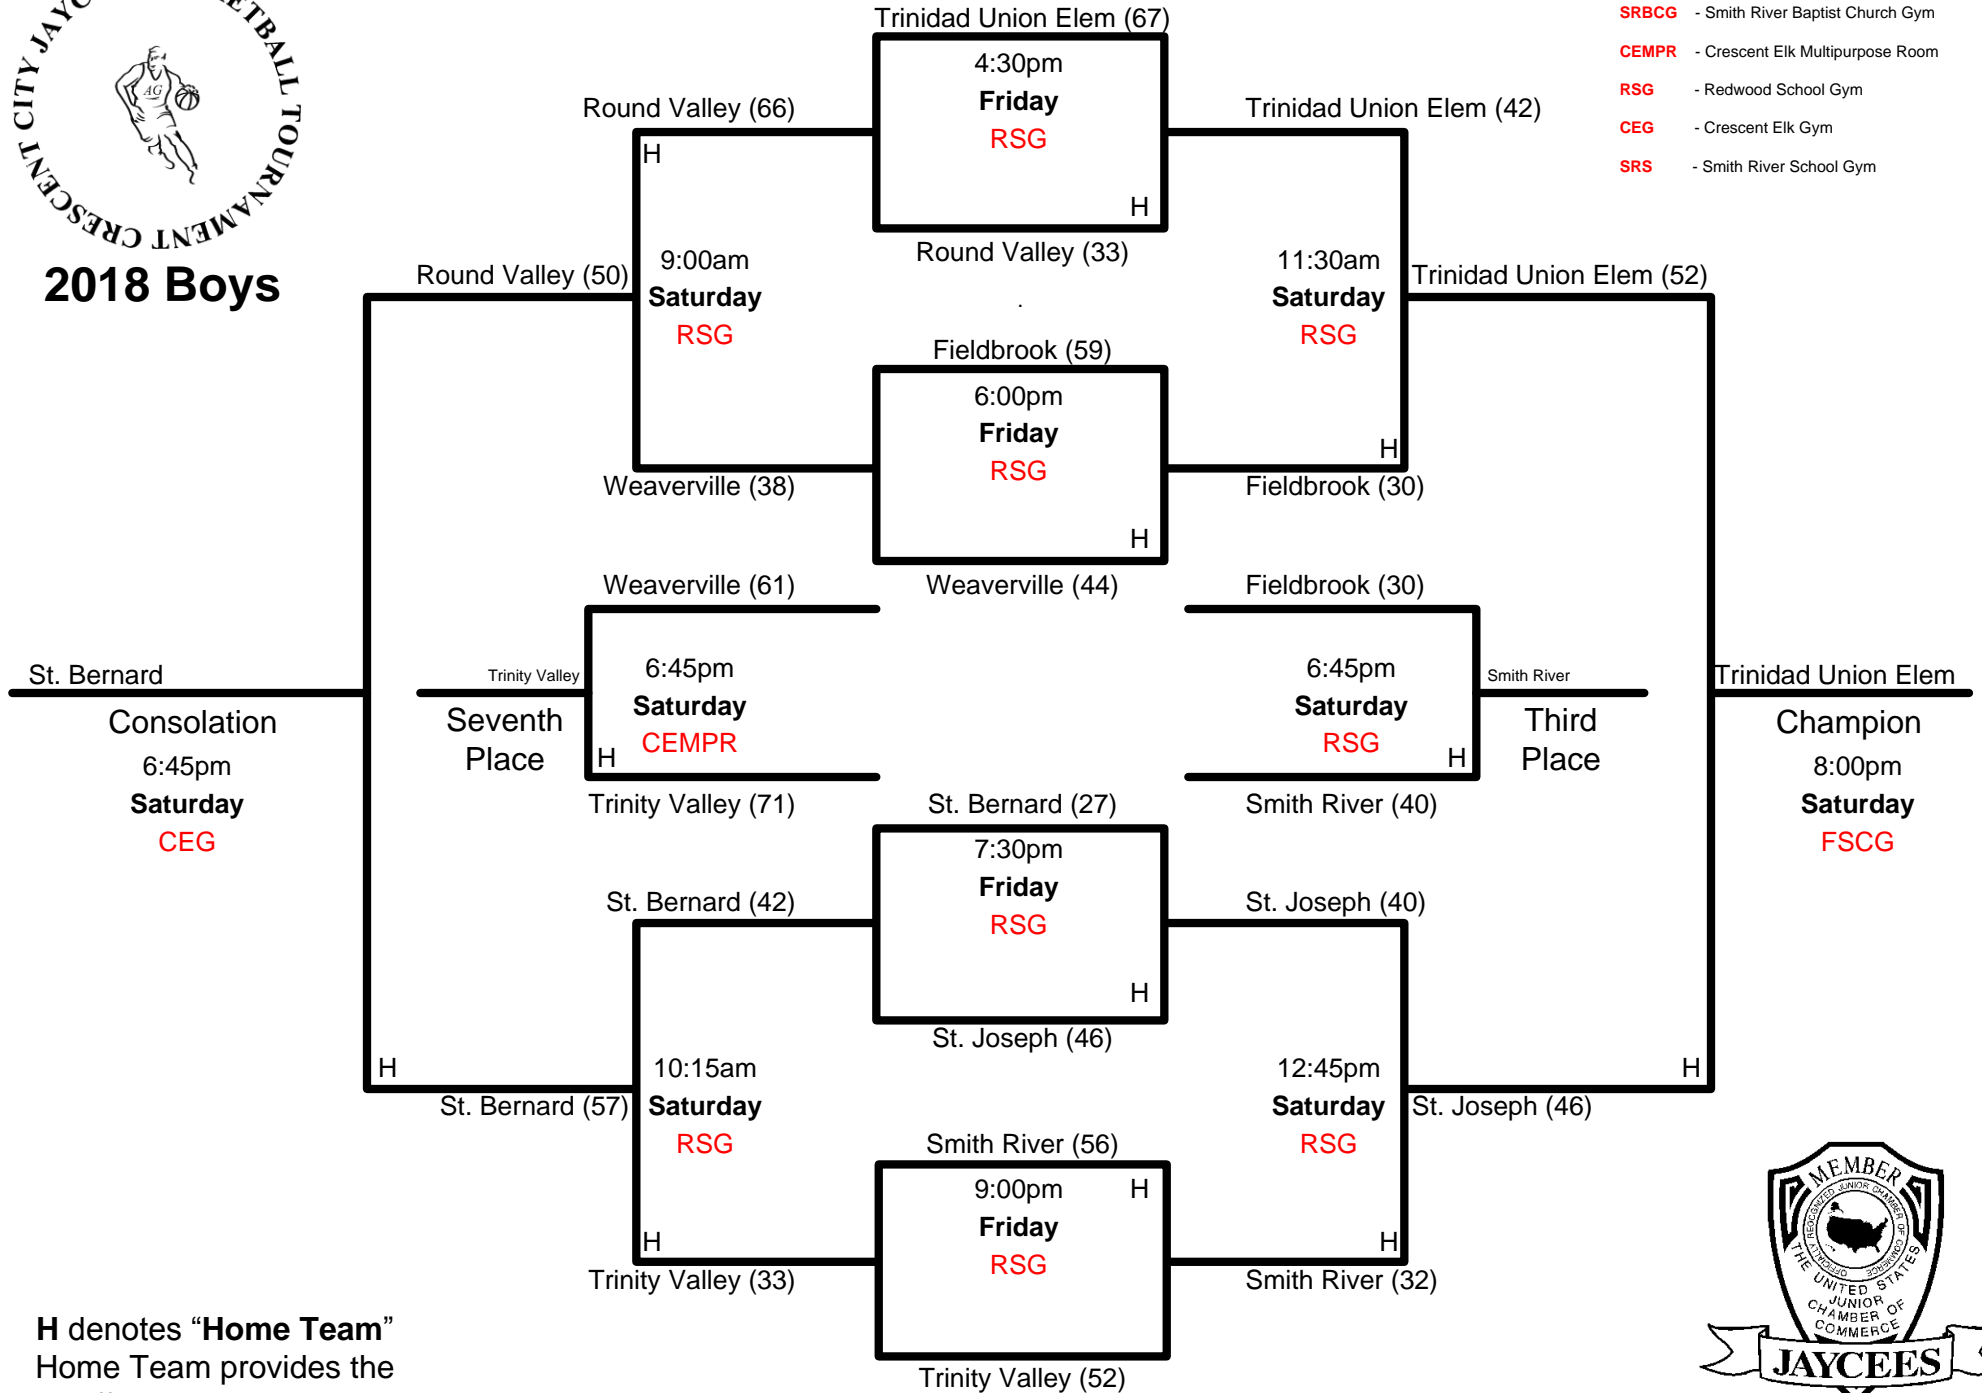 CRESCENT CITY JAYC
ETBALL TOURNAMENT
AG
2018 Boys
SRBCG - Smith River Baptist Church Gym
CEMPR - Crescent Elk Multipurpose Room
RSG - Redwood School Gym
CEG - Crescent Elk Gym
SRS - Smith River School Gym
Trinidad Union Elem (67)
4:30pm
Friday
RSG
H
Round Valley (33)
.
Round Valley (66)
H
9:00am
Saturday
RSG
Weaverville (38)
Trinidad Union Elem (42)
11:30am
Saturday
RSG
H
Fieldbrook (30)
Round Valley (50)
Trinidad Union Elem (52)
Fieldbrook (59)
6:00pm
Friday
RSG
H
Weaverville (44)
Weaverville (61)
6:45pm
Saturday
CEMPR
H
Trinity Valley (71)
Trinity Valley
Seventh
Place
Fieldbrook (30)
6:45pm
Saturday
RSG
H
Smith River (40)
Smith River
Third
Place
St. Bernard
Consolation
6:45pm
Saturday
CEG
Trinidad Union Elem
Champion
8:00pm
Saturday
FSCG
St. Bernard (27)
7:30pm
Friday
RSG
H
St. Joseph (46)
St. Bernard (42)
10:15am
Saturday
RSG
H
Trinity Valley (33)
St. Joseph (40)
12:45pm
Saturday
RSG
H
Smith River (32)
H
St. Bernard (57)
H
St. Joseph (46)
Smith River (56)
9:00pm H
Friday
RSG
Trinity Valley (52)
H denotes “Home Team”
Home Team provides the
MEMBER
OFFICIALLY RECOGNIZED JUNIOR CHAMBER OF COMMERCE
THE UNITED STATES
JUNIOR
CHAMBER OF
COMMERCE
JAYCEES